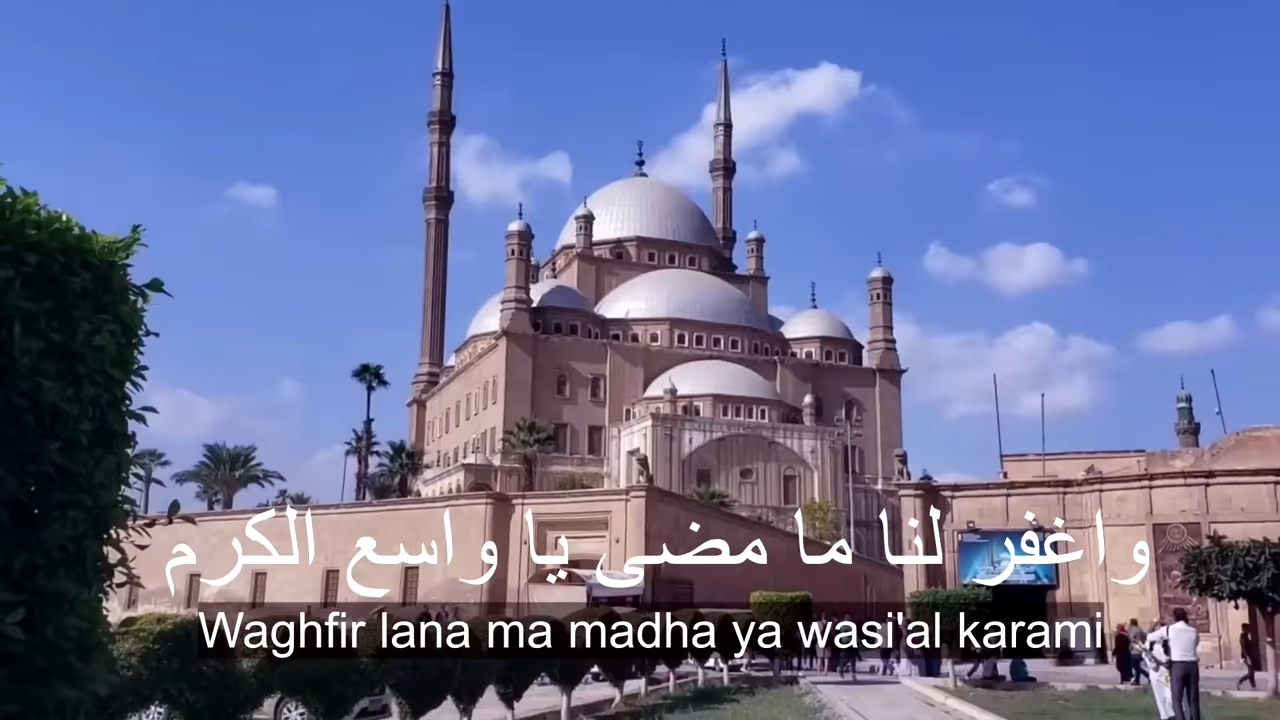 واغفر لنا ما مضى يا واسع الكرم
Waghfir lana ma madha ya wasi'al karami